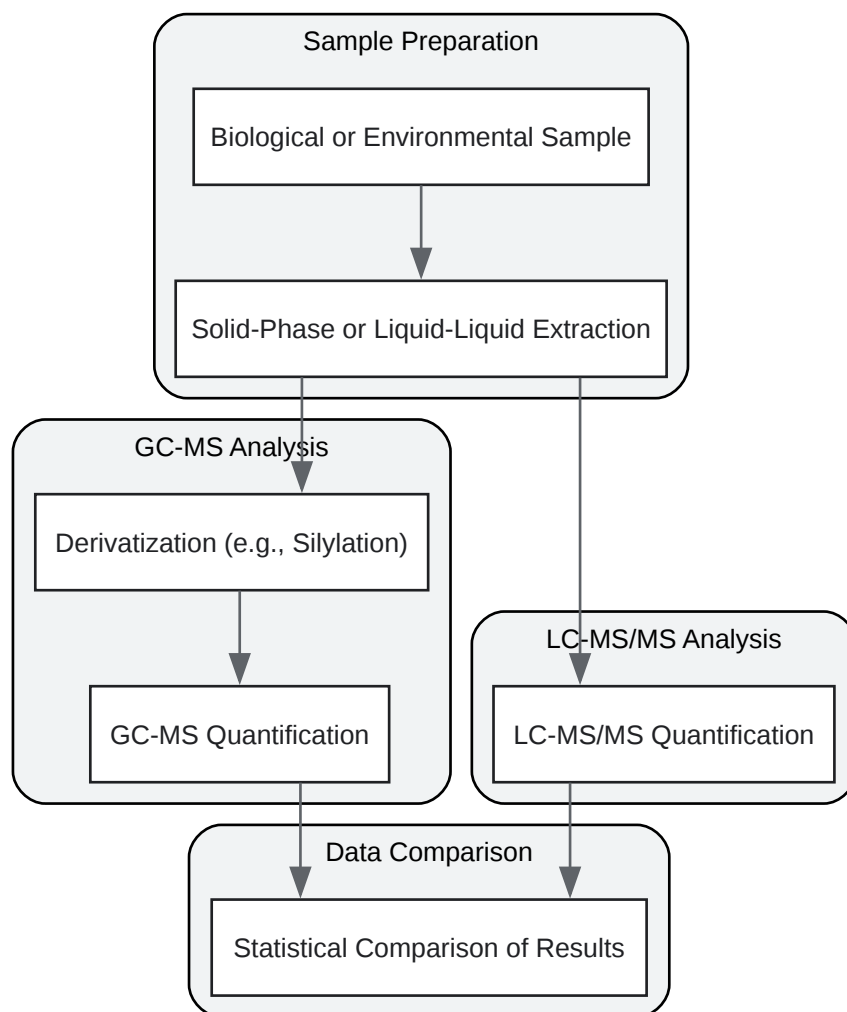 Sample Preparation
Biological or Environmental Sample
Solid-Phase or Liquid-Liquid Extraction
GC-MS Analysis
Derivatization (e.g., Silylation)
LC-MS/MS Analysis
GC-MS Quantification
LC-MS/MS Quantification
Data Comparison
Statistical Comparison of Results